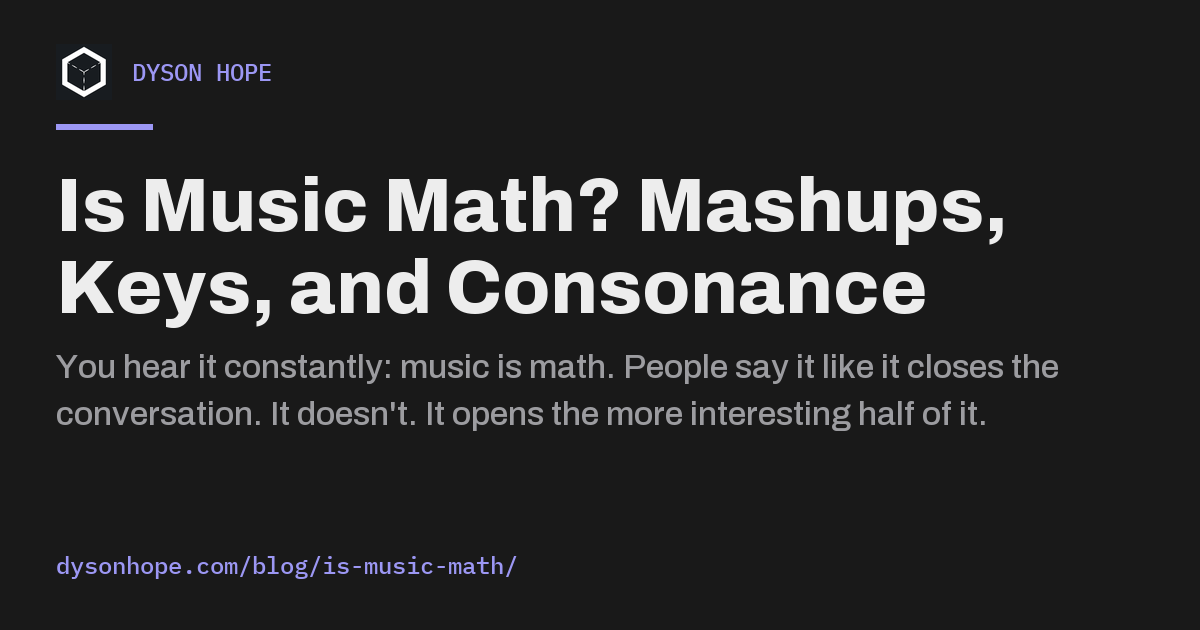 DYSON HOPE
Is Music Math? Mashups,
Keys, and Consonance
You hear it constantly: music is math. People say it like it closes the
conversation. It doesn't. It opens the more interesting half of it.
dysonhope.com/blog/is-music-math/